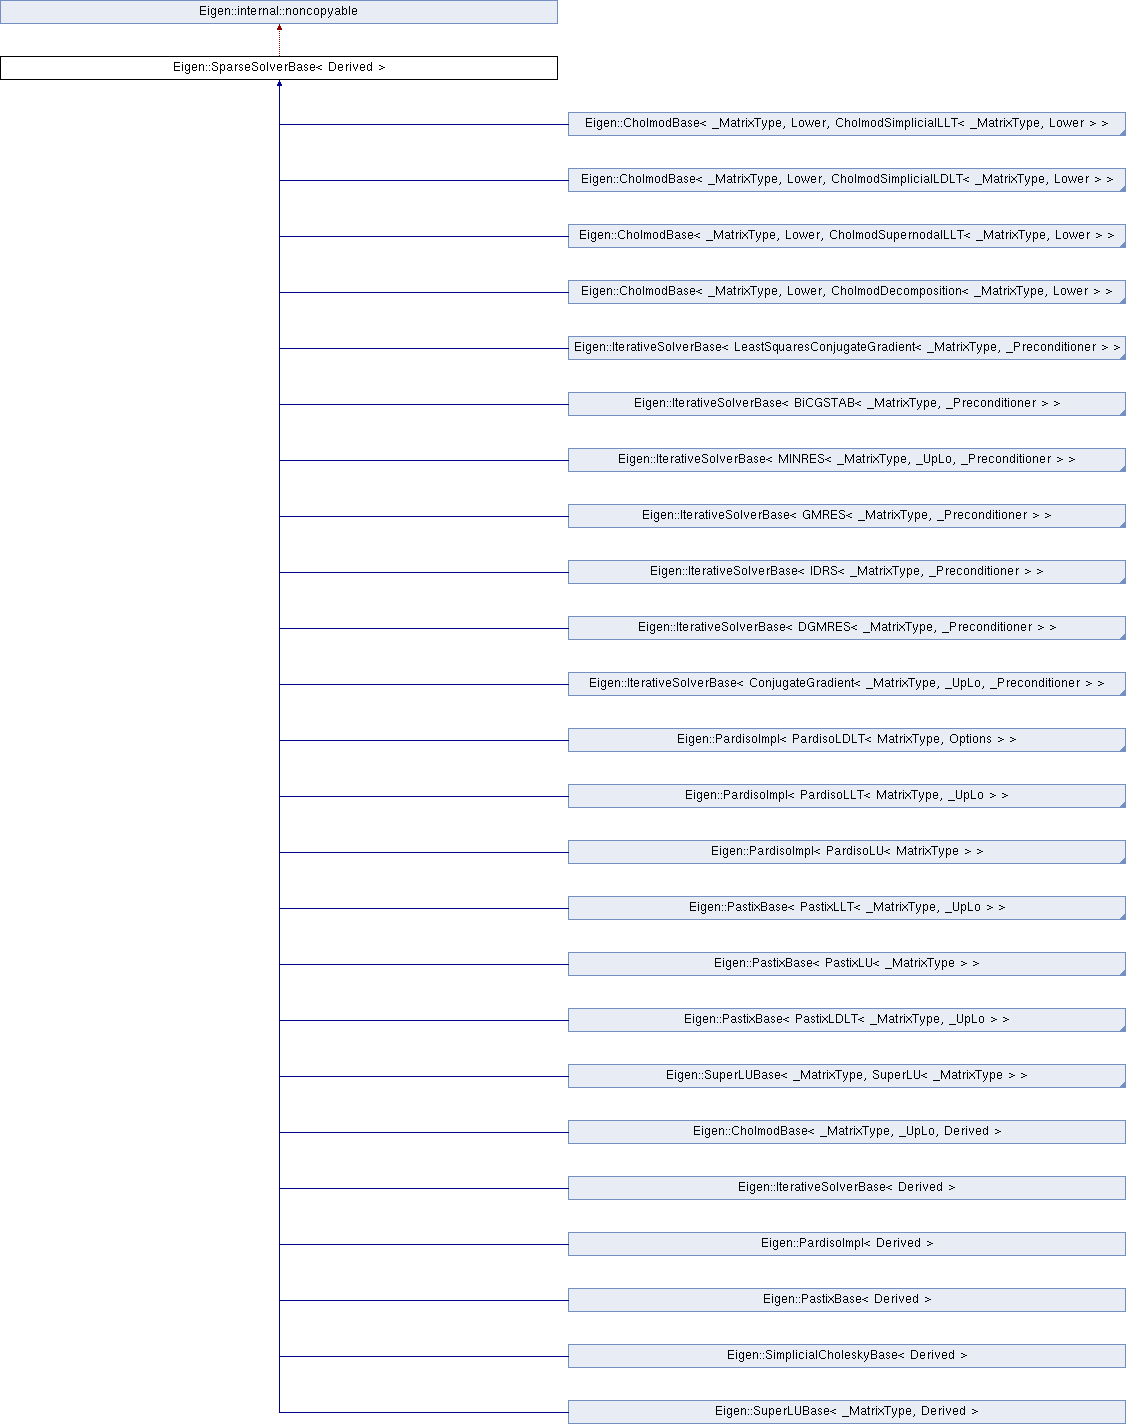 Eigen::internal::noncopyable
Eigen::SparseSolverBase< Derived >
Eigen::CholmodBase< _MatrixType, Lower, CholmodSimplicialLLT< _MatrixType, Lower > >
Eigen::CholmodBase< _MatrixType, Lower, CholmodSimplicialLDLT< _MatrixType, Lower > >
Eigen::CholmodBase< _MatrixType, Lower, CholmodSupernodalLLT< _MatrixType, Lower > >
Eigen::CholmodBase< _MatrixType, Lower, CholmodDecomposition< _MatrixType, Lower > >
Eigen::IterativeSolverBase< LeastSquaresConjugateGradient< _MatrixType, _Preconditioner > >
Eigen::IterativeSolverBase< BiCGSTAB< _MatrixType, _Preconditioner > >
Eigen::IterativeSolverBase< MINRES< _MatrixType, _UpLo, _Preconditioner > >
Eigen::IterativeSolverBase< GMRES< _MatrixType, _Preconditioner > >
Eigen::IterativeSolverBase< IDRS< _MatrixType, _Preconditioner > >
Eigen::IterativeSolverBase< DGMRES< _MatrixType, _Preconditioner > >
Eigen::IterativeSolverBase< ConjugateGradient< _MatrixType, _UpLo, _Preconditioner > >
Eigen::PardisoImpl< PardisoLDLT< MatrixType, Options > >
Eigen::PardisoImpl< PardisoLLT< MatrixType, _UpLo > >
Eigen::PardisoImpl< PardisoLU< MatrixType > >
Eigen::PastixBase< PastixLLT< _MatrixType, _UpLo > >
Eigen::PastixBase< PastixLU< _MatrixType > >
Eigen::PastixBase< PastixLDLT< _MatrixType, _UpLo > >
Eigen::SuperLUBase< _MatrixType, SuperLU< _MatrixType > >
Eigen::CholmodBase< _MatrixType, _UpLo, Derived >
Eigen::IterativeSolverBase< Derived >
Eigen::PardisoImpl< Derived >
Eigen::PastixBase< Derived >
Eigen::SimplicialCholeskyBase< Derived >
Eigen::SuperLUBase< _MatrixType, Derived >